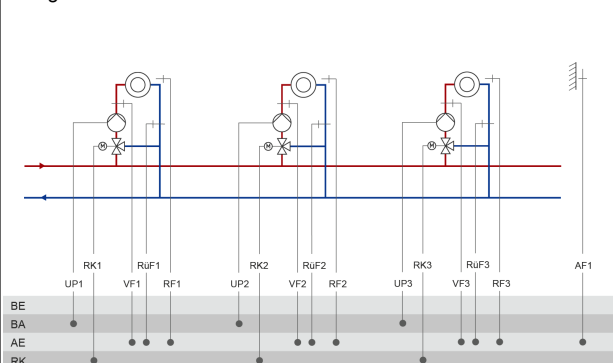 M M M
RK1 RüF1 RK2 RüF2 RK3 RüF3 AF1
UP1 VF1 RF1 UP2 VF2 RF2 UP3 VF3 RF3
BE
BA
AE
RK